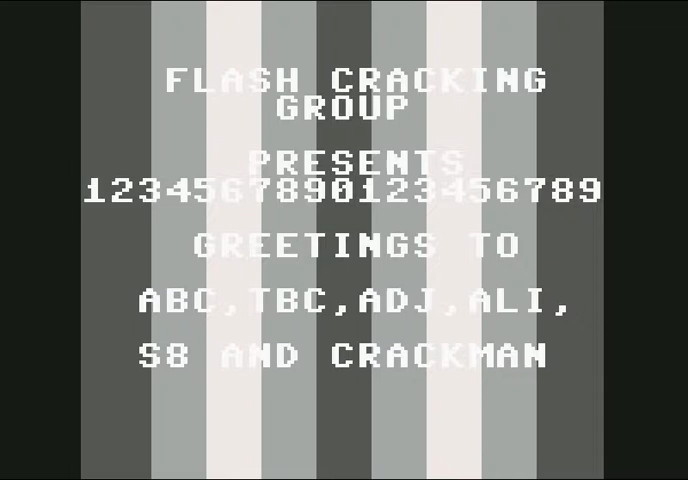 FLASH CRACKING
GROUP
PRESENTS
1234567890123456789
GREETINGS TO
ABC,TBC,ADJ,ALI,
S8 AND CRACKMAN